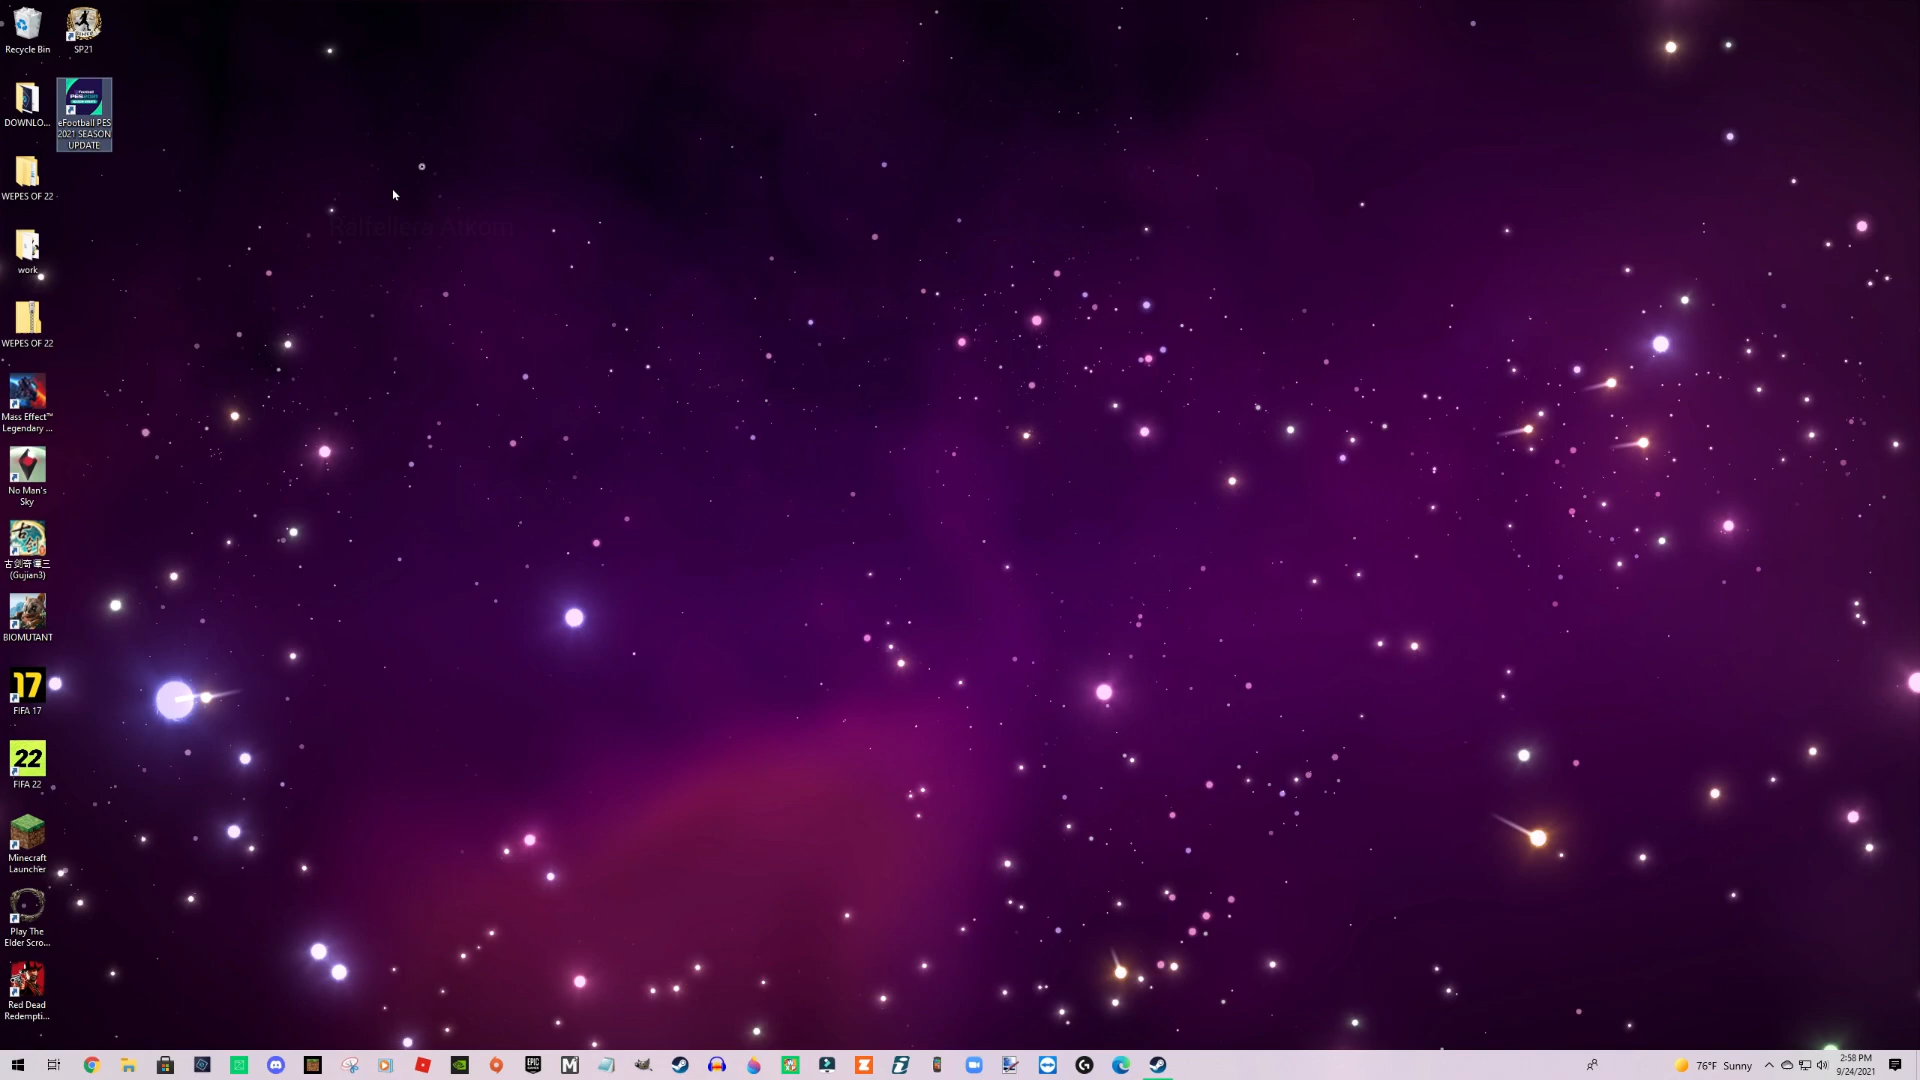 Recycle Bin
SP21
DOWNLO...
eFootball PES
2021 SEASON
UPDATE
WEPES OF 22
work
WEPES OF 22
Mass Effect™
Legendary ...
No Man's
Sky
古剑奇谭三
(Gujian3)
BIOMUTANT
17
FIFA 17
22
FIFA 22
Minecraft
Launcher
Play The
Elder Scro...
Red Dead
Redempti...
76°F Sunny
2:58 PM
9/24/2021